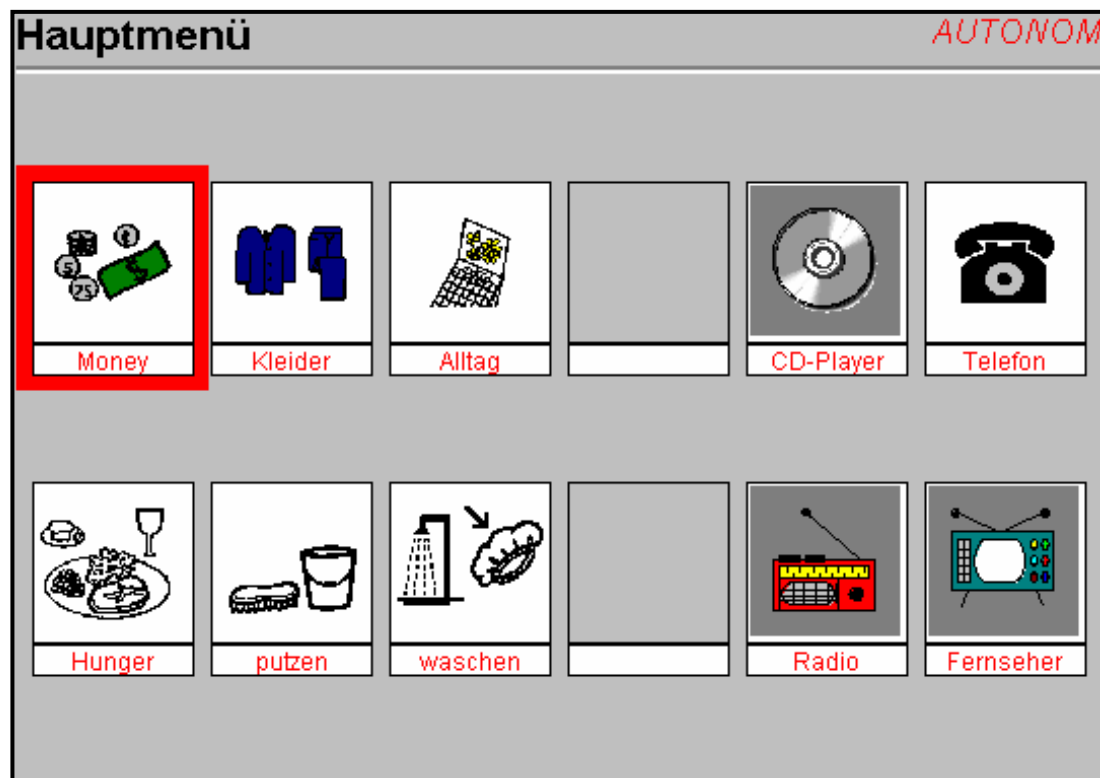 Hauptmenü
AUTONOM
Money
Kleider
Alltag
CD-Player
Telefon
Hunger
putzen
waschen
Radio
Fernseher